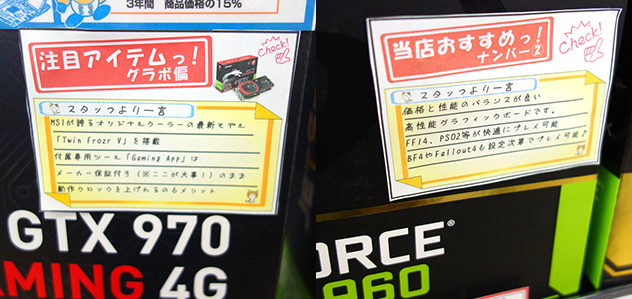 3年間 商品価格の15%
注目アイテムっ!
グラボ偏
Check!
スタッフより一言
MSIが誇るオリジナルクーラーの最新モデル
「Twin Frozr V」を搭載
付属専用ツール「Gaming App」は
メーカー保証付き(※ここが大事!)のまま
動作クロックを上げれるのもメリット
GTX 970
AMING 4G
当店おすすめっ!
ナンバー②
Check!
スタッフより一言
価格と性能のバランスが良い
高性能グラフィックボードです。
FF14、PSO2等が快適にプレイ可能
BF4やFallout4も設定次第でプレイ可能♪
ORCE®
960